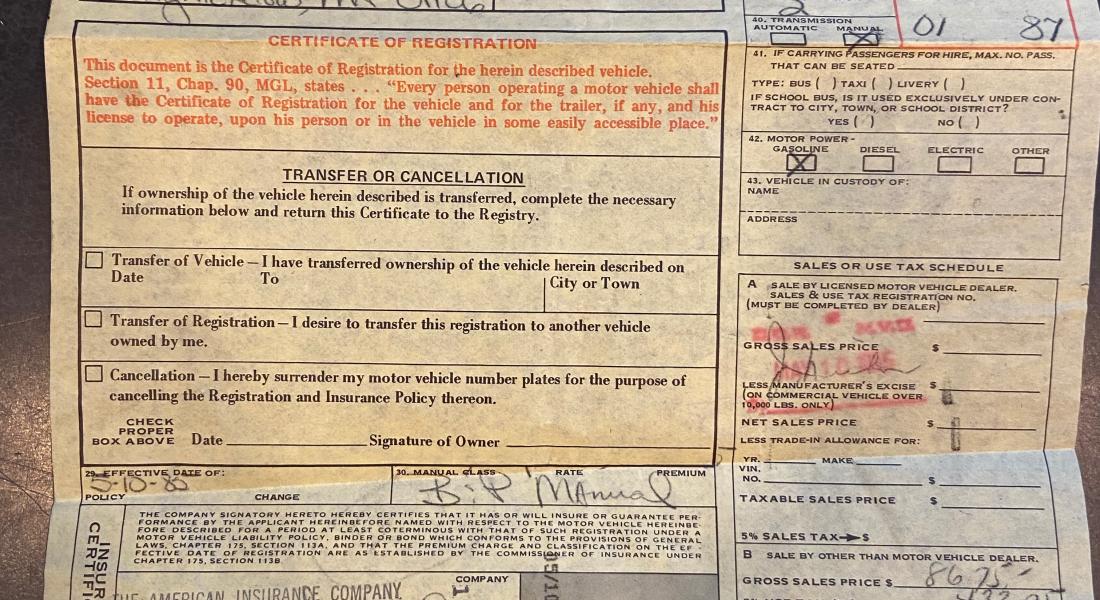 CERTIFICATE OF REGISTRATION
This document is the Certificate of Registration for the herein described vehicle.
Section 11, Chap. 90, MGL, states . . . “Every person operating a motor vehicle shall
have the Certificate of Registration for the vehicle and for the trailer, if any, and his
license to operate, upon his person or in the vehicle in some easily accessible place.”
TRANSFER OR CANCELLATION
If ownership of the vehicle herein described is transferred, complete the necessary
information below and return this Certificate to the Registry.
Transfer of Vehicle — I have transferred ownership of the vehicle herein described on
Date To City or Town
Transfer of Registration — I desire to transfer this registration to another vehicle
owned by me.
Cancellation — I hereby surrender my motor vehicle number plates for the purpose of
cancelling the Registration and Insurance Policy thereon.
CHECK
PROPER
BOX ABOVE Date Signature of Owner
29. EFFECTIVE DATE OF: 30. MANUAL CLASS RATE PREMIUM
5-10-85 Manual
POLICY CHANGE
THE COMPANY SIGNATORY HERETO HEREBY CERTIFIES THAT IT HAS OR WILL INSURE OR GUARANTEE PER-
FORMANCE BY THE APPLICANT HEREINBEFORE NAMED WITH RESPECT TO THE MOTOR VEHICLE HEREINBE-
FORE DESCRIBED FOR A PERIOD AT LEAST COTERMINOUS WITH THAT OF SUCH REGISTRATION UNDER A
MOTOR VEHICLE LIABILITY POLICY, BINDER OR BOND WHICH CONFORMS TO THE PROVISIONS OF GENERAL
LAWS, CHAPTER 175, SECTION 113A, AND THAT THE PREMIUM CHARGE AND CLASSIFICATION ON THE EF-
FECTIVE DATE OF REGISTRATION ARE AS ESTABLISHED BY THE COMMISSIONER OF INSURANCE UNDER
CHAPTER 175, SECTION 113B
COMPANY
THE AMERICAN INSURANCE COMPANY
INSUR
CERTIFI
05/10
2
40. TRANSMISSION
AUTOMATIC MANUAL
01 87
41. IF CARRYING PASSENGERS FOR HIRE, MAX. NO. PASS.
THAT CAN BE SEATED
TYPE: BUS ( ) TAXI ( ) LIVERY ( )
IF SCHOOL BUS, IS IT USED EXCLUSIVELY UNDER CON-
TRACT TO CITY, TOWN, OR SCHOOL DISTRICT?
YES ( ) NO ( )
42. MOTOR POWER -
GASOLINE DIESEL ELECTRIC OTHER
43. VEHICLE IN CUSTODY OF:
NAME
ADDRESS
SALES OR USE TAX SCHEDULE
A SALE BY LICENSED MOTOR VEHICLE DEALER.
SALES & USE TAX REGISTRATION NO.
(MUST BE COMPLETED BY DEALER)
GROSS SALES PRICE $
LESS MANUFACTURER'S EXCISE $
(ON COMMERCIAL VEHICLE OVER
10,000 LBS. ONLY)
NET SALES PRICE $
LESS TRADE-IN ALLOWANCE FOR:
YR. MAKE
VIN.
NO. $
TAXABLE SALES PRICE $
5% SALES TAX $
B SALE BY OTHER THAN MOTOR VEHICLE DEALER.
GROSS SALES PRICE $ 8675.-